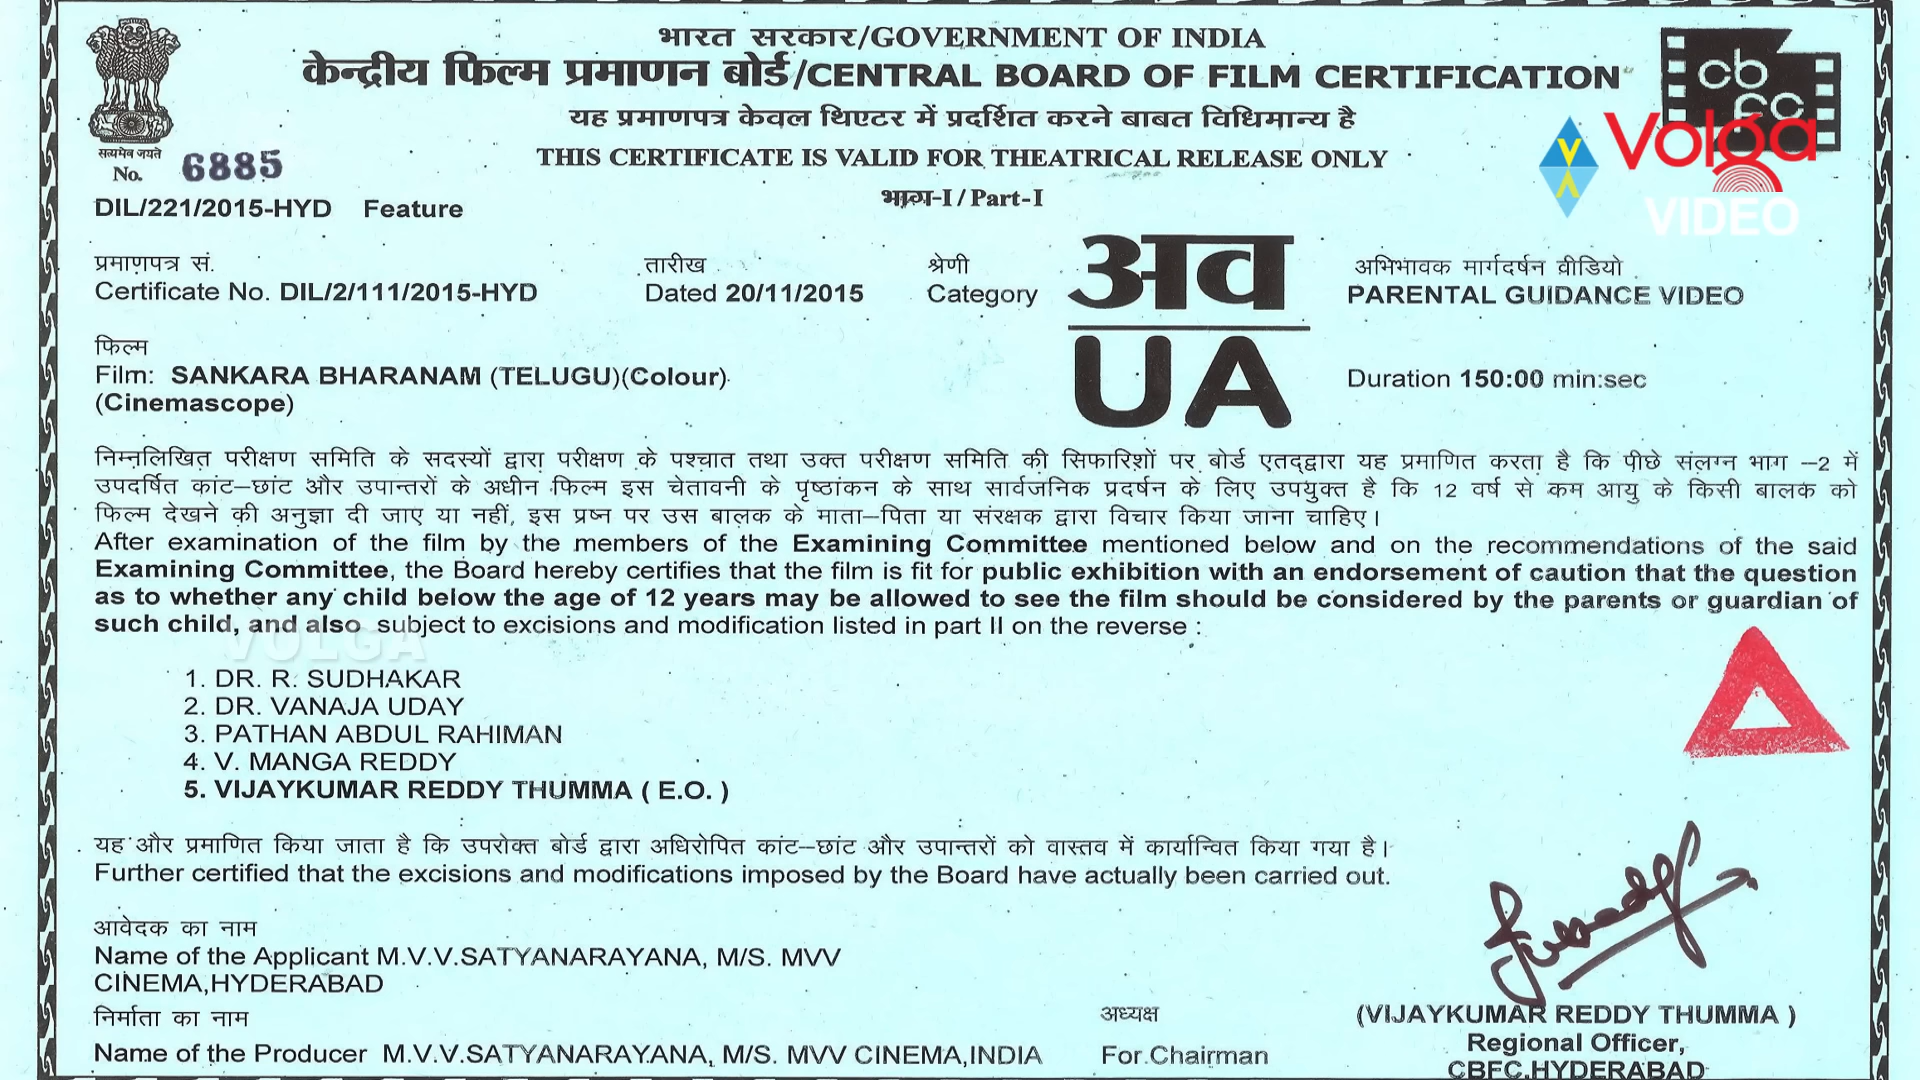 भारत सरकार/GOVERNMENT OF INDIA
केन्द्रीय फिल्म प्रमाणन बोर्ड/CENTRAL BOARD OF FILM CERTIFICATION
cb
fc
यह प्रमाणपत्र केवल थिएटर में प्रदर्शित करने बाबत विधिमान्य है
THIS CERTIFICATE IS VALID FOR THEATRICAL RELEASE ONLY
Volga
VIDEO
सत्यमेव जयते
No. 6885
भाग-I / Part-I
DIL/221/2015-HYD Feature
प्रमाणपत्र सं. तारीख श्रेणी अव अभिभावक मार्गदर्षन वीडियो
Certificate No. DIL/2/111/2015-HYD Dated 20/11/2015 Category UA PARENTAL GUIDANCE VIDEO
फिल्म
Film: SANKARA BHARANAM (TELUGU)(Colour) Duration 150:00 min:sec
(Cinemascope)
निम्नलिखित परीक्षण समिति के सदस्यों द्वारा परीक्षण के पश्चात तथा उक्त परीक्षण समिति की सिफारिशों पर बोर्ड एतद्द्वारा यह प्रमाणित करता है कि पीछे संलग्न भाग –2 में
उपदर्षित कांट–छांट और उपान्तरों के अधीन फिल्म इस चेतावनी के पृष्ठांकन के साथ सार्वजनिक प्रदर्षन के लिए उपयुक्त है कि 12 वर्ष से कम आयु के किसी बालक को
फिल्म देखने की अनुज्ञा दी जाए या नहीं, इस प्रष्न पर उस बालक के माता–पिता या संरक्षक द्वारा विचार किया जाना चाहिए।
After examination of the film by the members of the Examining Committee mentioned below and on the recommendations of the said
Examining Committee, the Board hereby certifies that the film is fit for public exhibition with an endorsement of caution that the question
as to whether any child below the age of 12 years may be allowed to see the film should be considered by the parents or guardian of
such child, and also subject to excisions and modification listed in part II on the reverse :
VOLGA
1. DR. R. SUDHAKAR
2. DR. VANAJA UDAY
3. PATHAN ABDUL RAHIMAN
4. V. MANGA REDDY
5. VIJAYKUMAR REDDY THUMMA ( E.O. )
यह और प्रमाणित किया जाता है कि उपरोक्त बोर्ड द्वारा अधिरोपित कांट–छांट और उपान्तरों को वास्तव में कार्यान्वित किया गया है।
Further certified that the excisions and modifications imposed by the Board have actually been carried out.
आवेदक का नाम
Name of the Applicant M.V.V.SATYANARAYANA, M/S. MVV
CINEMA,HYDERABAD
निर्माता का नाम अध्यक्ष (VIJAYKUMAR REDDY THUMMA )
Name of the Producer M.V.V.SATYANARAYANA, M/S. MVV CINEMA,INDIA For Chairman Regional Officer,
CBFC,HYDERABAD